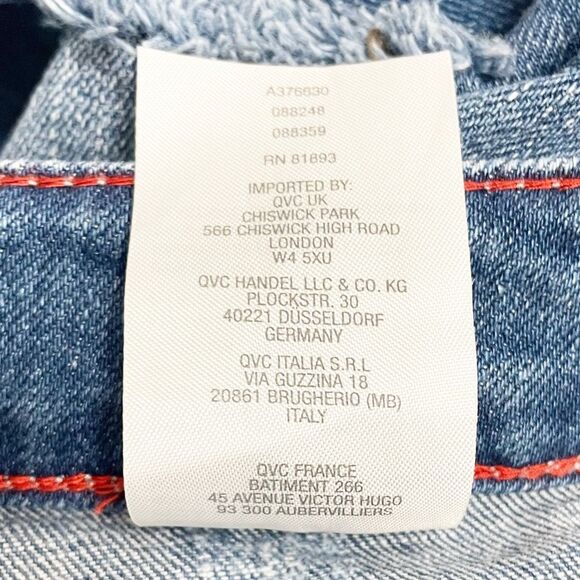 A376630
088248
088359
RN 81893
IMPORTED BY:
QVC UK
CHISWICK PARK
566 CHISWICK HIGH ROAD
LONDON
W4 5XU
QVC HANDEL LLC & CO. KG
PLOCKSTR. 30
40221 DÜSSELDORF
GERMANY
QVC ITALIA S.R.L
VIA GUZZINA 18
20861 BRUGHERIO (MB)
ITALY
QVC FRANCE
BATIMENT 266
45 AVENUE VICTOR HUGO
93 300 AUBERVILLIERS